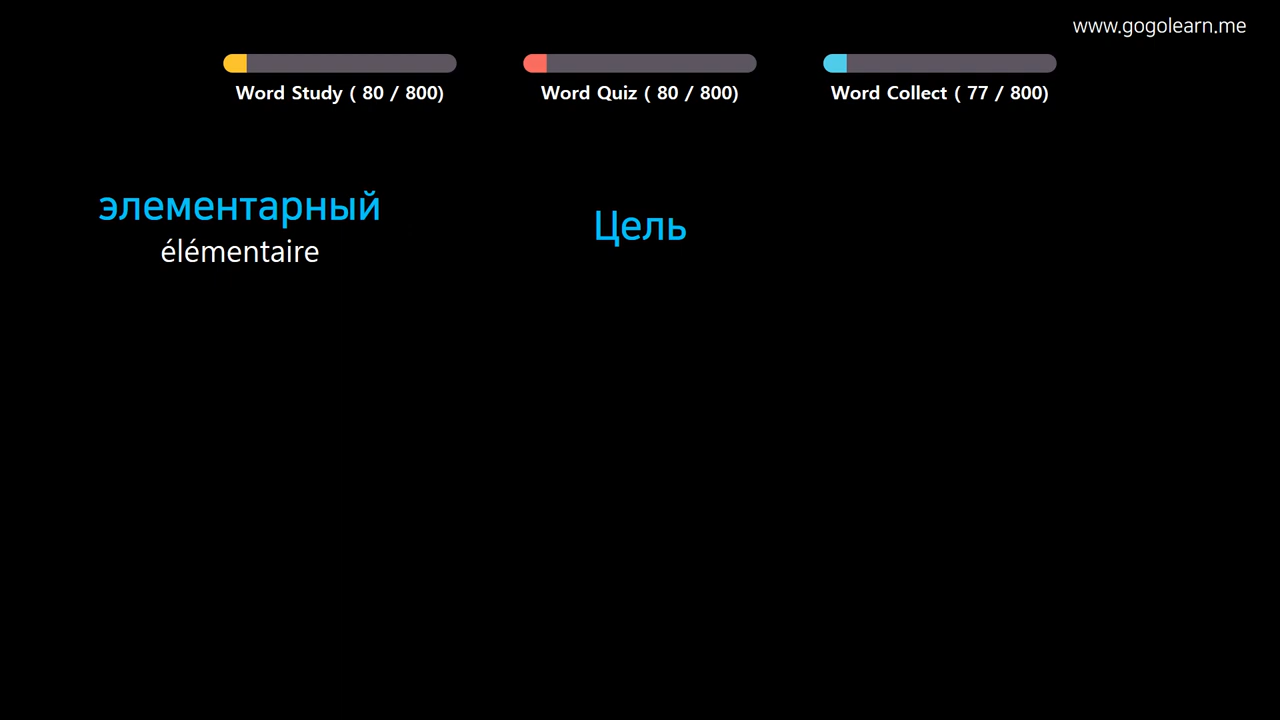 www.gogolearn.me
Word Study ( 80 / 800)
Word Quiz ( 80 / 800)
Word Collect ( 77 / 800)
элементарный
élémentaire
Цель